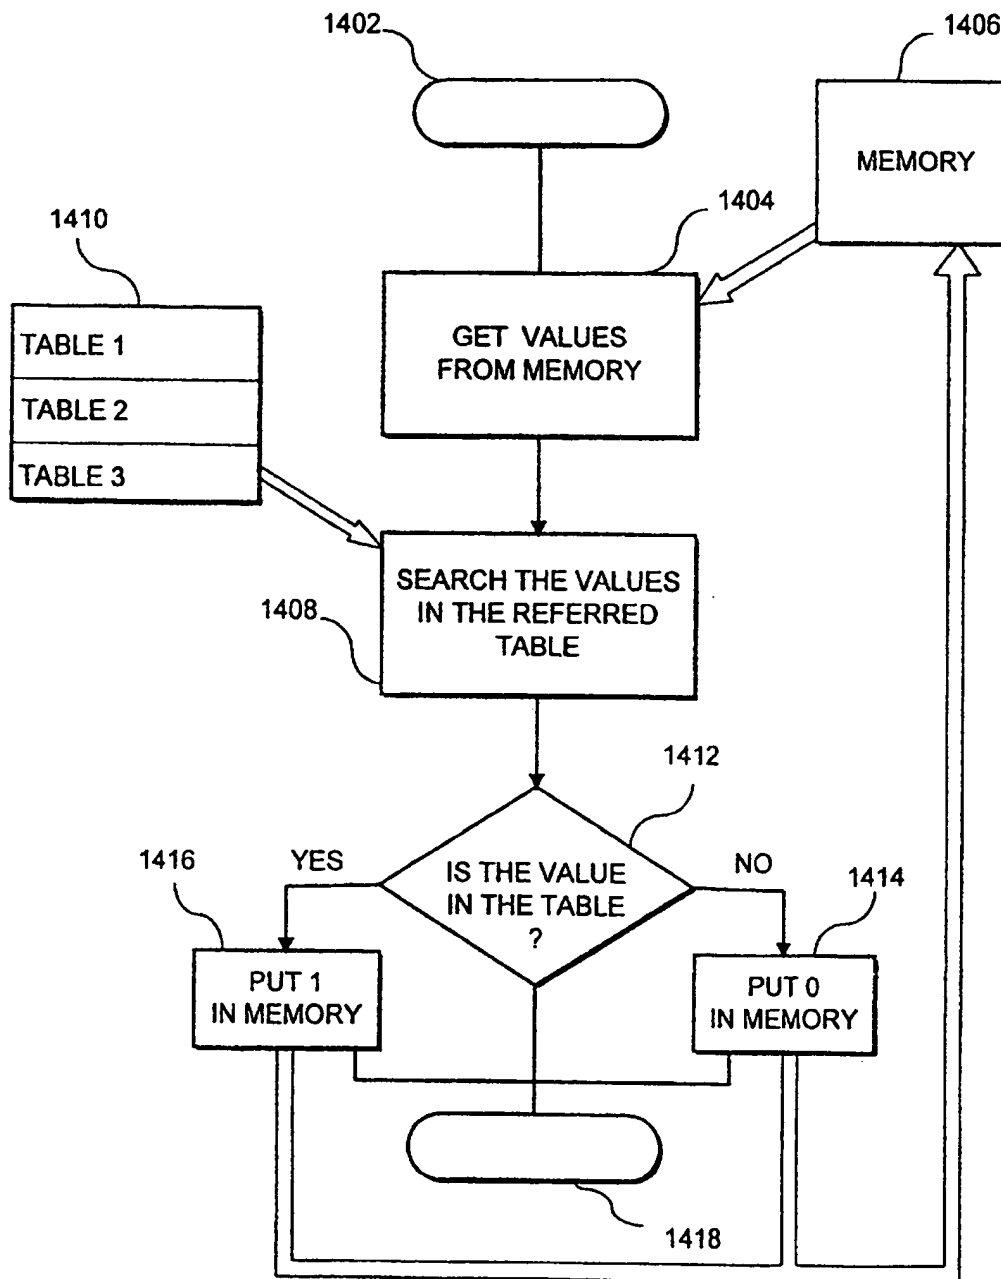 1402
1406
MEMORY
1404
1410
GET VALUES
FROM MEMORY
TABLE 1
TABLE 2
TABLE 3
SEARCH THE VALUES
IN THE REFERRED
TABLE
1408
1412
YES
NO
IS THE VALUE
IN THE TABLE
?
1416
1414
PUT 1
IN MEMORY
PUT 0
IN MEMORY
1418